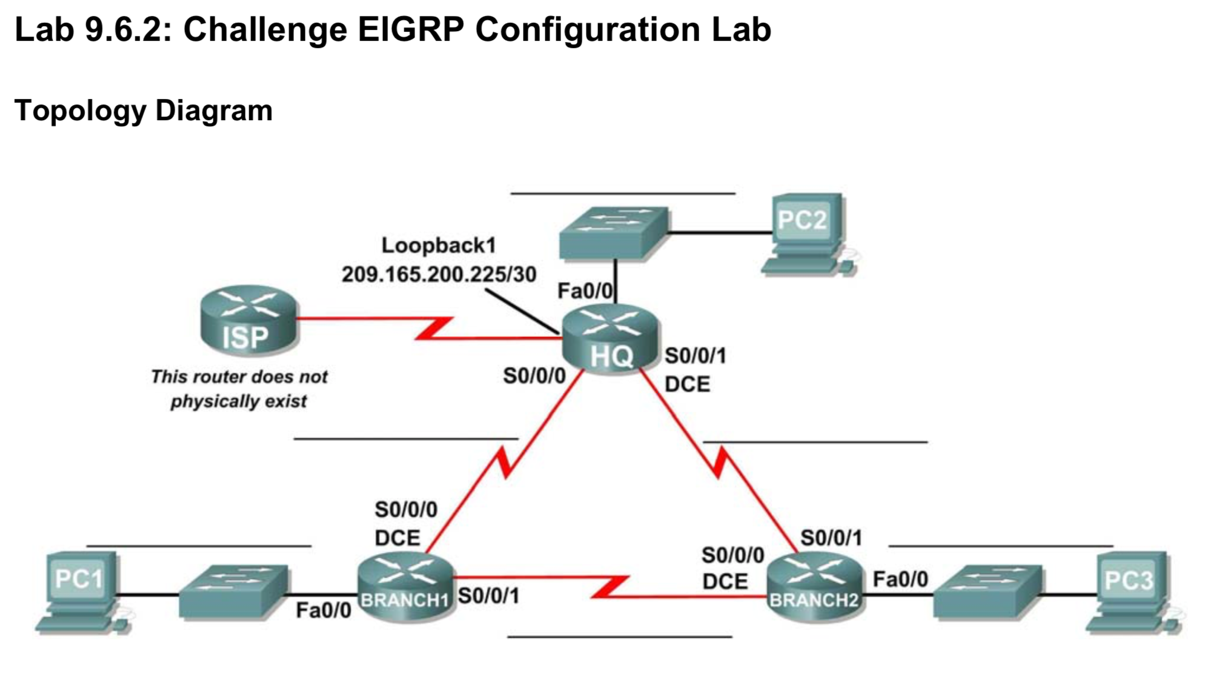 Lab 9.6.2: Challenge EIGRP Configuration Lab
Topology Diagram
PC2
Loopback1
209.165.200.225/30
Fa0/0
ISP
HQ
This router does not
physically exist
S0/0/0
S0/0/1
DCE
S0/0/0
DCE
S0/0/1
S0/0/0
DCE
PC1
Fa0/0
BRANCH1
S0/0/1
BRANCH2
Fa0/0
PC3